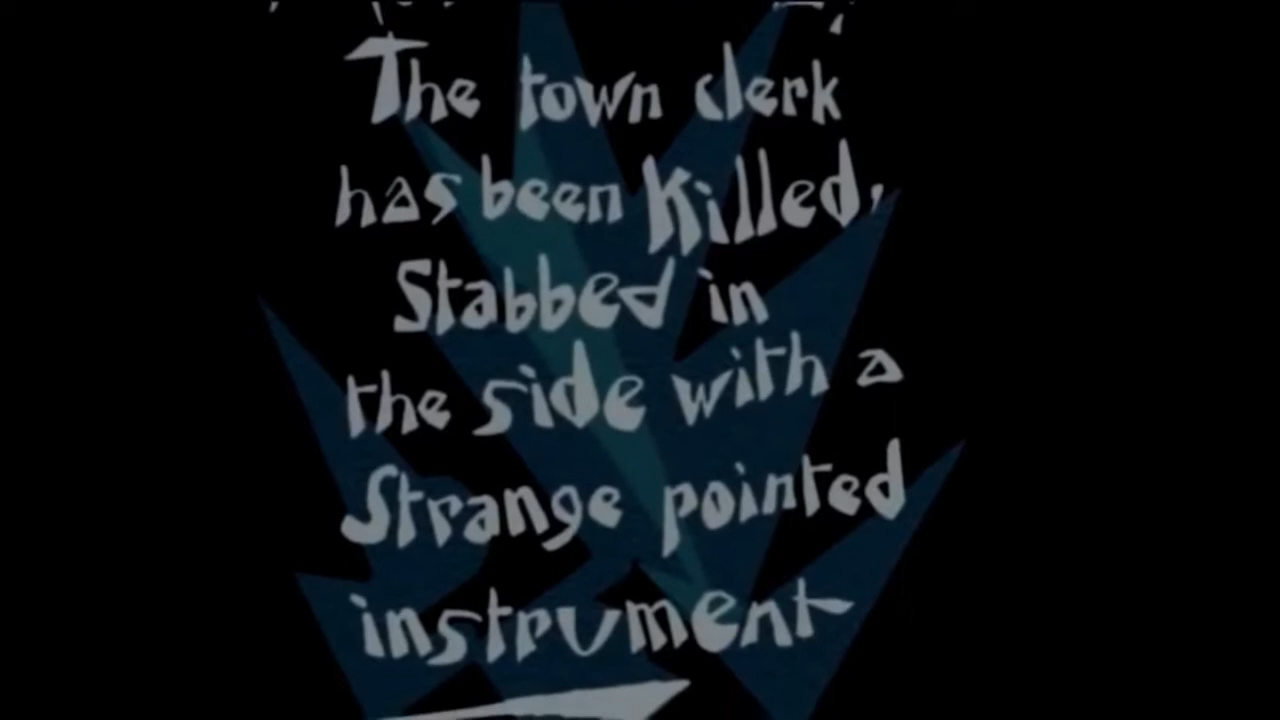 The town clerk
has been Killed,
Stabbed in
the side with a
Strange pointed
instrument